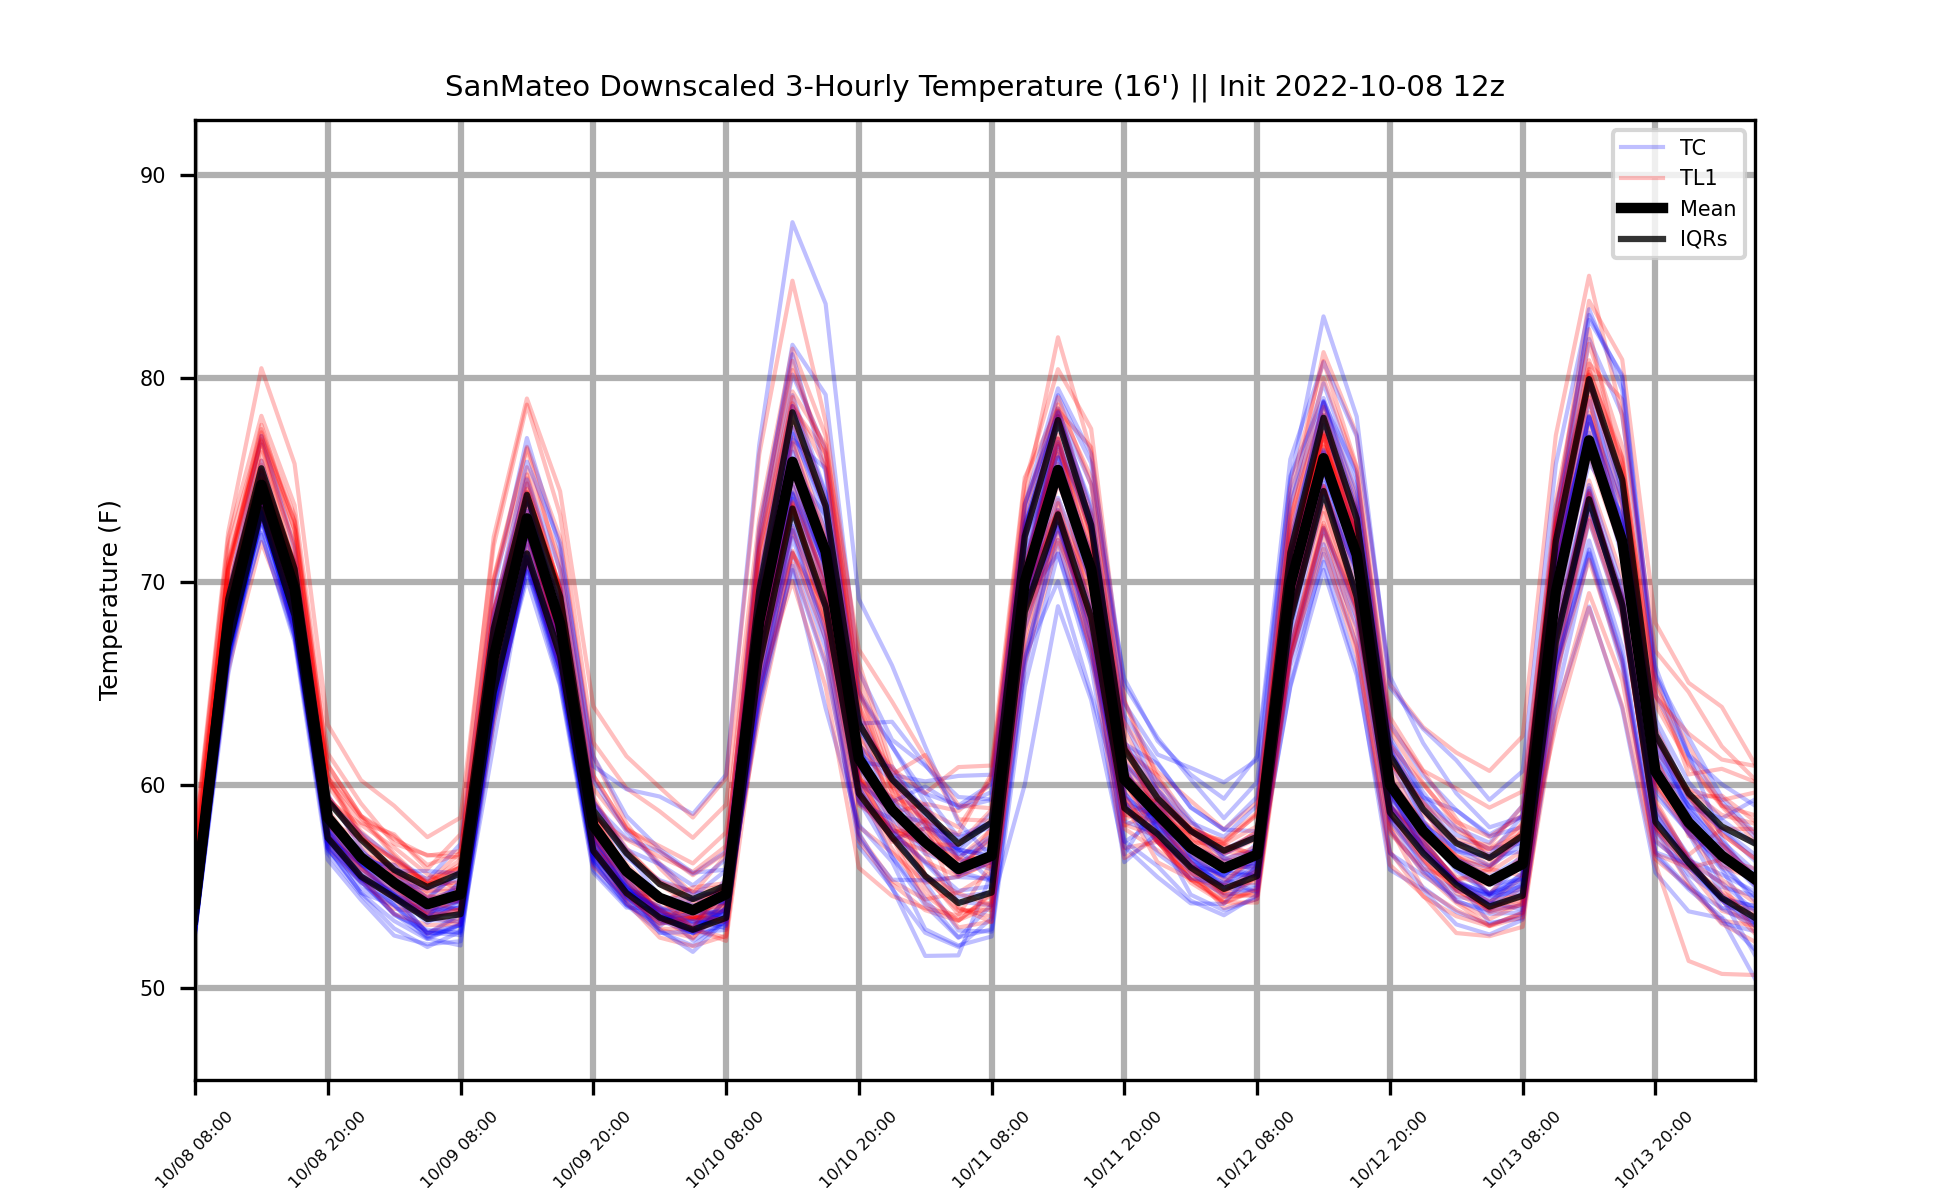 SanMateo Downscaled 3-Hourly Temperature (16') || Init 2022-10-08 12z
TC
TL1
Mean
IQRs
Temperature (F)
90
80
70
60
50
10/08 08:00
10/08 20:00
10/09 08:00
10/09 20:00
10/10 08:00
10/10 20:00
10/11 08:00
10/11 20:00
10/12 08:00
10/12 20:00
10/13 08:00
10/13 20:00